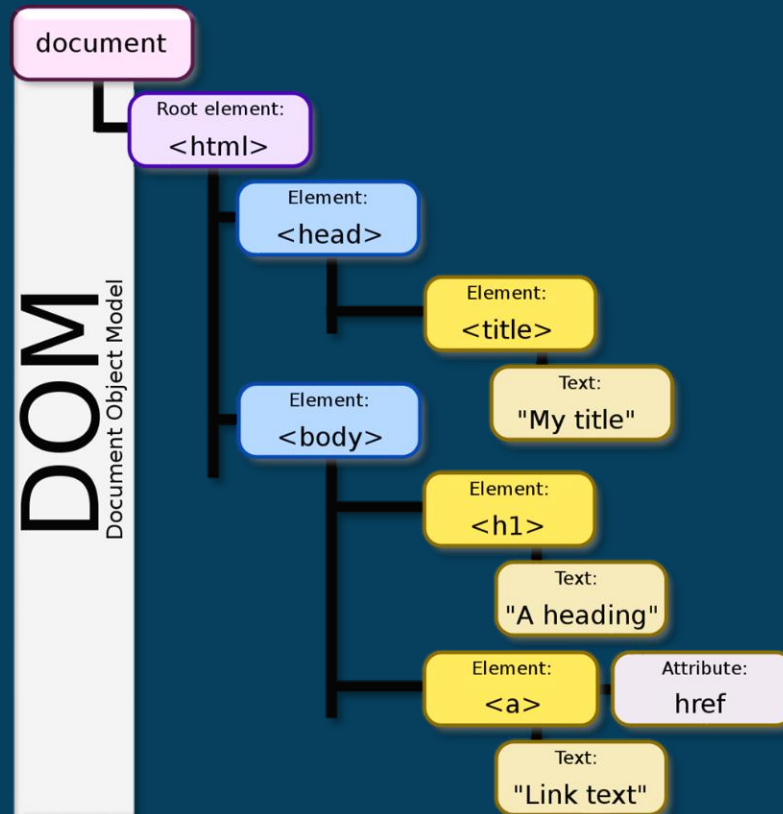 document
Root element:
<html>
Element:
<head>
Element:
<title>
Text:
"My title"
Element:
<body>
Element:
<h1>
Text:
"A heading"
Element:
<a>
Attribute:
href
Text:
"Link text"
DOM
Document Object Model